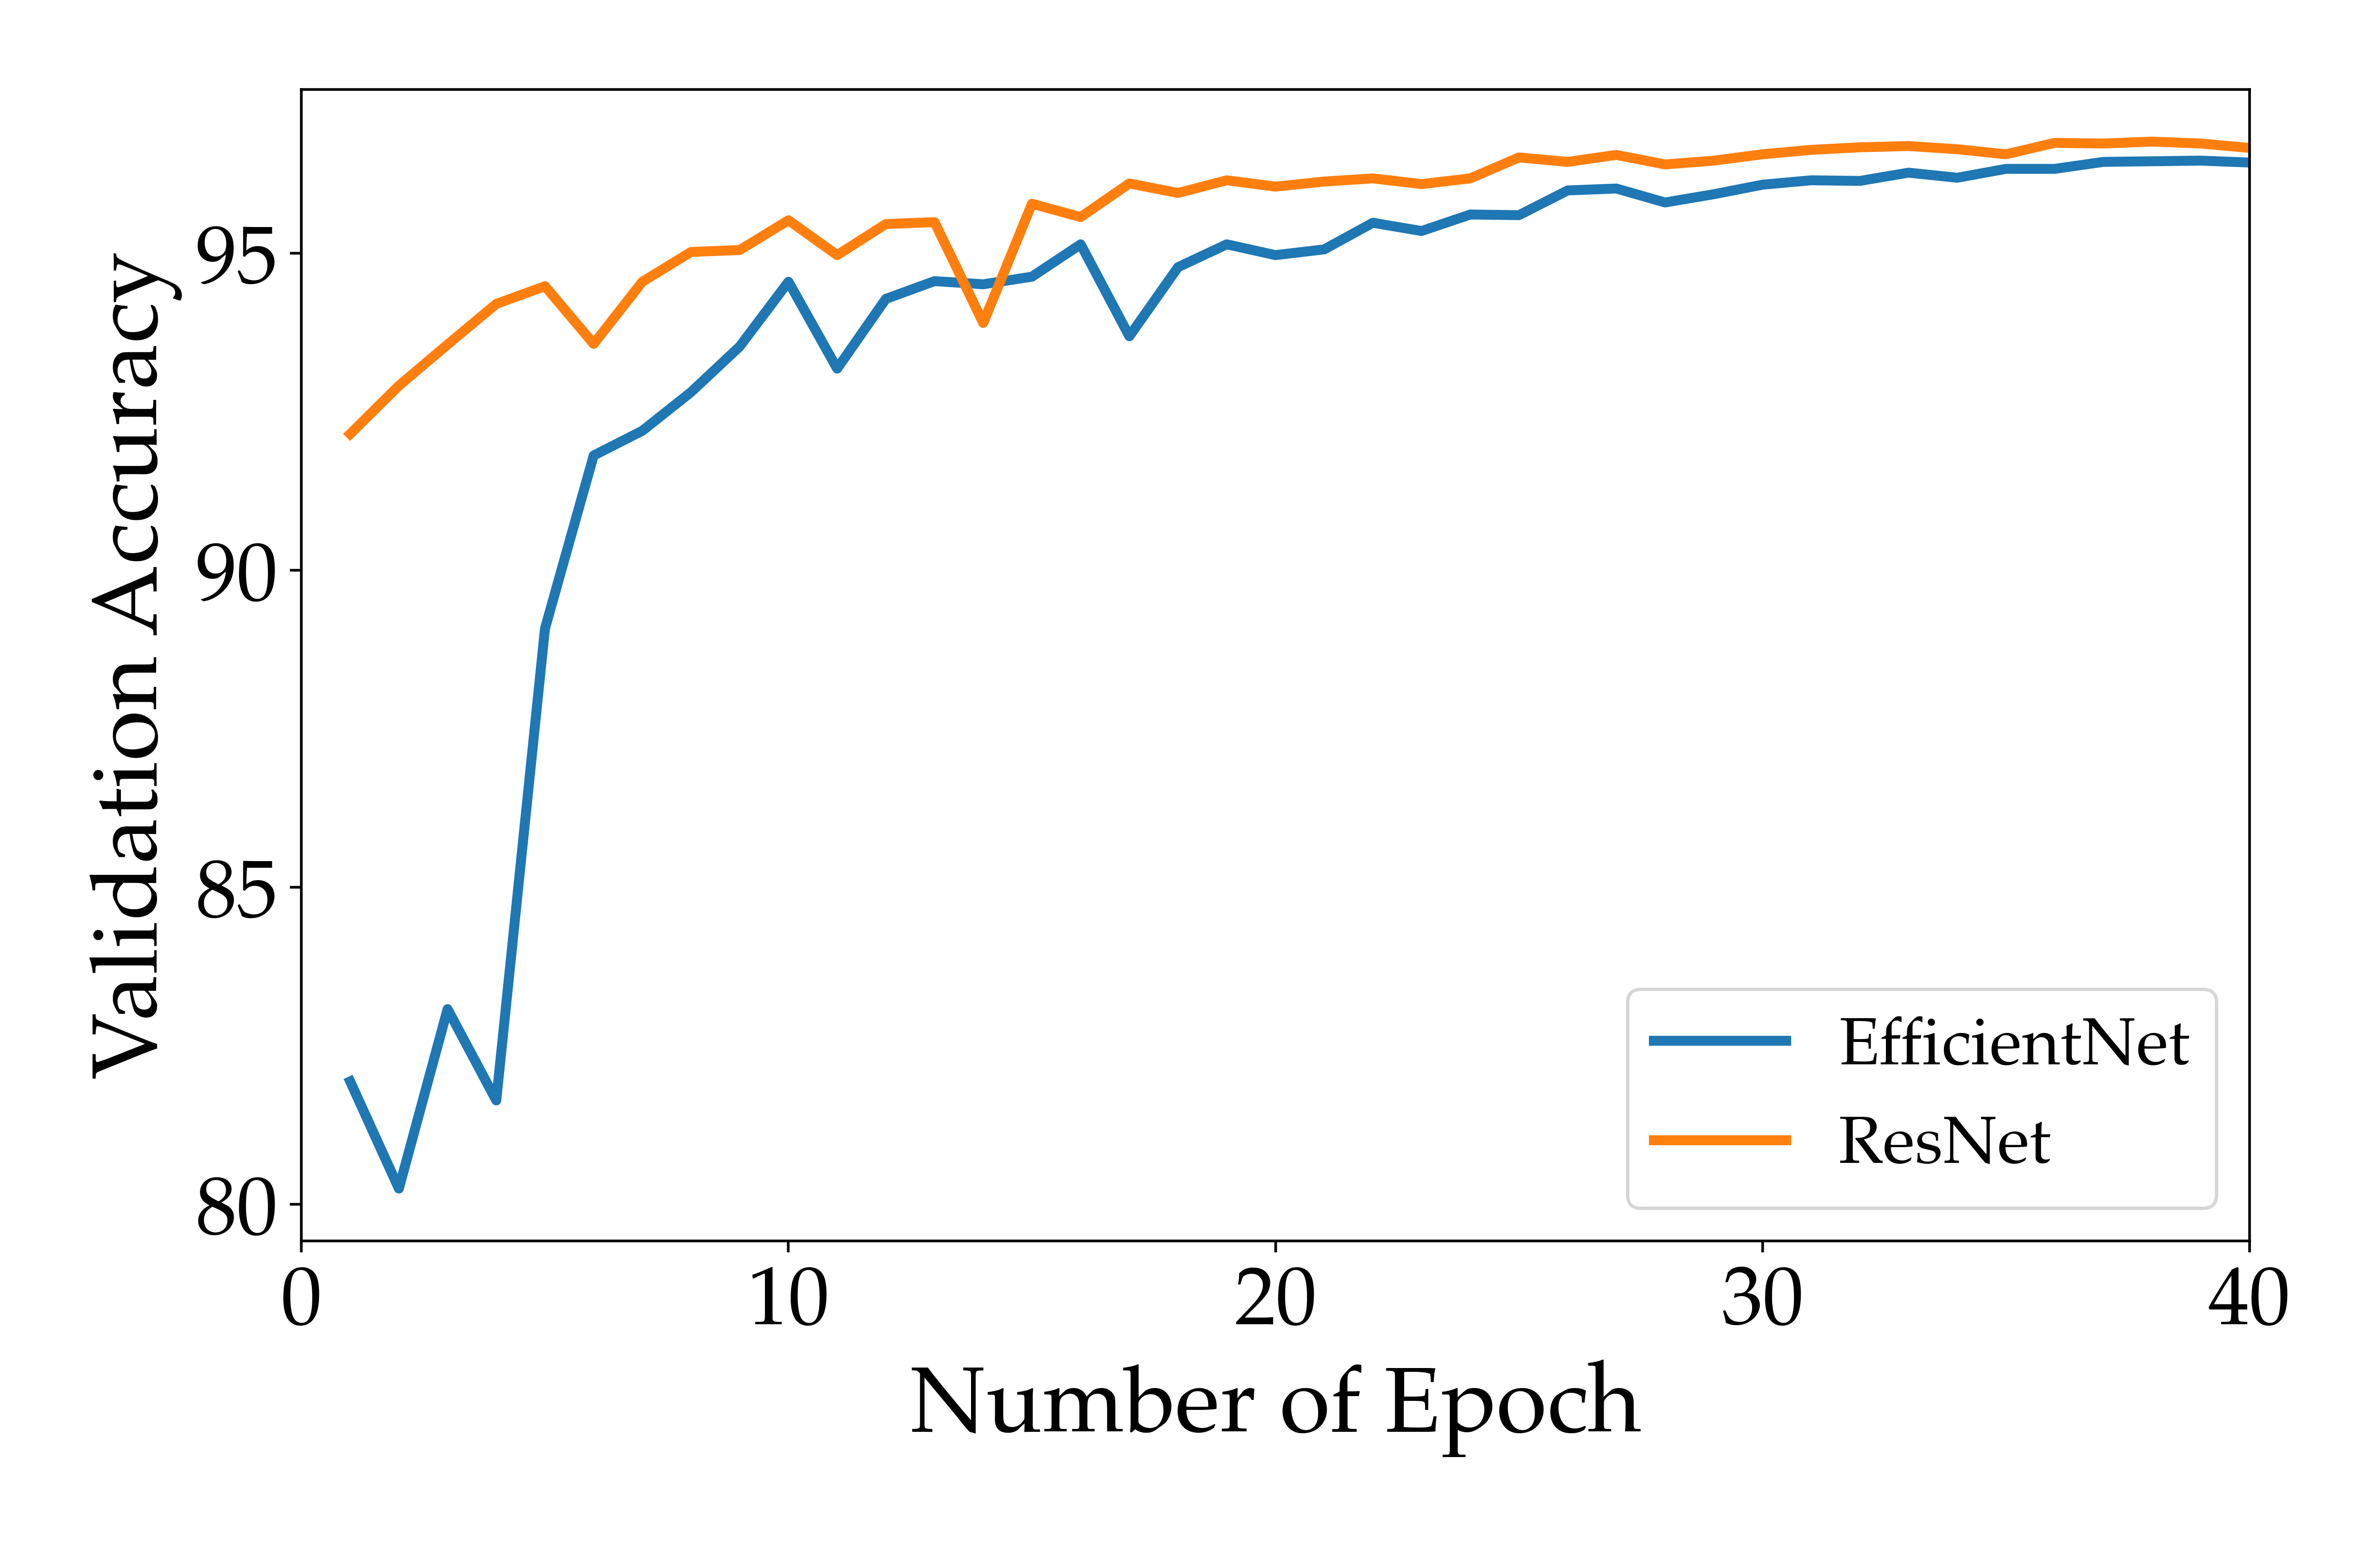 Validation Accuracy
95
90
85
80
0 10 20 30 40
Number of Epoch
EfficientNet
ResNet